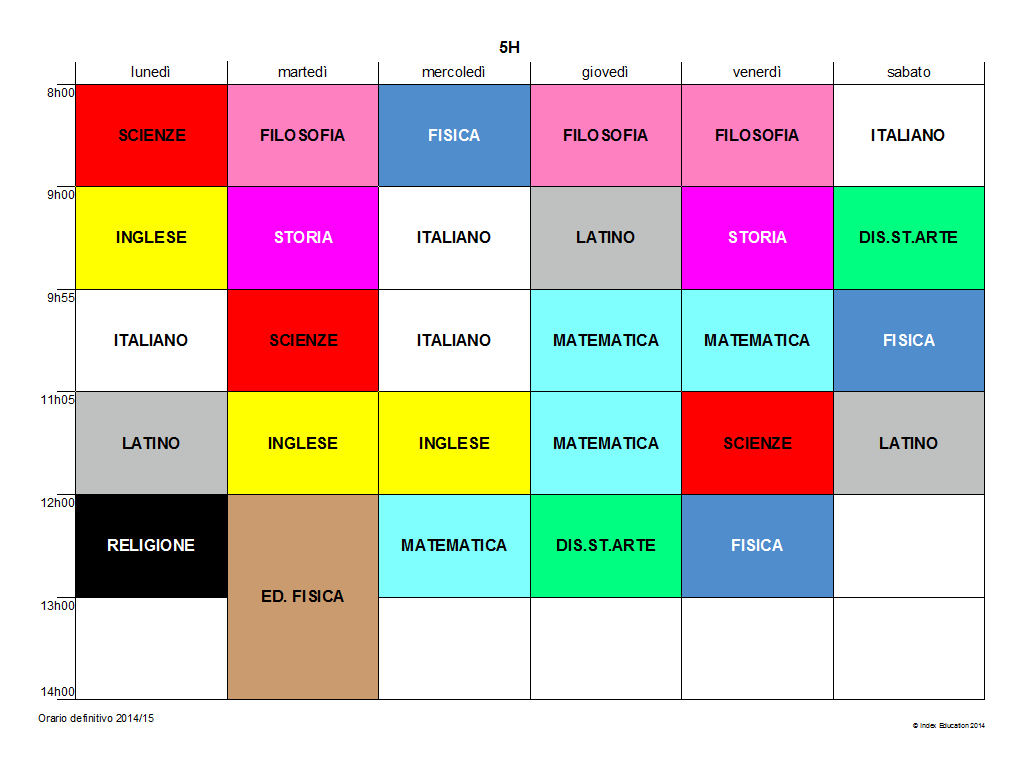 5H
lunedì martedì mercoledì giovedì venerdì sabato
8h00
SCIENZE FILOSOFIA FISICA FILOSOFIA FILOSOFIA ITALIANO
9h00
INGLESE STORIA ITALIANO LATINO STORIA DIS.ST.ARTE
9h55
ITALIANO SCIENZE ITALIANO MATEMATICA MATEMATICA FISICA
11h05
LATINO INGLESE INGLESE MATEMATICA SCIENZE LATINO
12h00
RELIGIONE MATEMATICA DIS.ST.ARTE FISICA
ED. FISICA
13h00
14h00
Orario definitivo 2014/15
© Index Education 2014